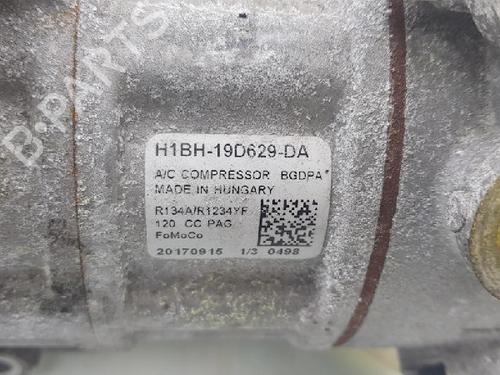 B-PARTS
H1BH-19D629-DA
A/C COMPRESSOR BGDPA*
MADE IN HUNGARY
R134A/R1234YF
120 CC PAG
FoMoCo
20170915 1/3 0498